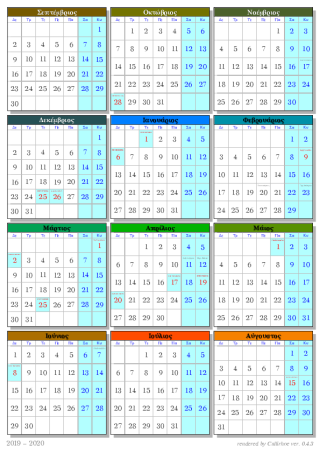 Σεπτέμβριος
Δε Τρ Τε Πε Πα Σα Κυ
1
2 3 4 5 6 7 8
9 10 11 12 13 14 15
16 17 18 19 20 21 22
23 24 25 26 27 28 29
30
Οκτώβριος
Δε Τρ Τε Πε Πα Σα Κυ
1 2 3 4 5 6
7 8 9 10 11 12 13
14 15 16 17 18 19 20
21 22 23 24 25 26 27
28 29 30 31
Νοέμβριος
Δε Τρ Τε Πε Πα Σα Κυ
1 2 3
4 5 6 7 8 9 10
11 12 13 14 15 16 17
18 19 20 21 22 23 24
25 26 27 28 29 30
Δεκέμβριος
Δε Τρ Τε Πε Πα Σα Κυ
1
2 3 4 5 6 7 8
9 10 11 12 13 14 15
16 17 18 19 20 21 22
23 24 25 26 27 28 29
30 31
Ιανουάριος
Δε Τρ Τε Πε Πα Σα Κυ
1 2 3 4 5
6 7 8 9 10 11 12
13 14 15 16 17 18 19
20 21 22 23 24 25 26
27 28 29 30 31
Φεβρουάριος
Δε Τρ Τε Πε Πα Σα Κυ
1 2
3 4 5 6 7 8 9
10 11 12 13 14 15 16
17 18 19 20 21 22 23
24 25 26 27 28 29
Μάρτιος
Δε Τρ Τε Πε Πα Σα Κυ
1
2 3 4 5 6 7 8
9 10 11 12 13 14 15
16 17 18 19 20 21 22
23 24 25 26 27 28 29
30 31
Απρίλιος
Δε Τρ Τε Πε Πα Σα Κυ
1 2 3 4 5
6 7 8 9 10 11 12
13 14 15 16 17 18 19
20 21 22 23 24 25 26
27 28 29 30
Μάιος
Δε Τρ Τε Πε Πα Σα Κυ
1 2 3
4 5 6 7 8 9 10
11 12 13 14 15 16 17
18 19 20 21 22 23 24
25 26 27 28 29 30 31
Ιούνιος
Δε Τρ Τε Πε Πα Σα Κυ
1 2 3 4 5 6 7
8 9 10 11 12 13 14
15 16 17 18 19 20 21
22 23 24 25 26 27 28
29 30
Ιούλιος
Δε Τρ Τε Πε Πα Σα Κυ
1 2 3 4 5
6 7 8 9 10 11 12
13 14 15 16 17 18 19
20 21 22 23 24 25 26
27 28 29 30 31
Αύγουστος
Δε Τρ Τε Πε Πα Σα Κυ
1 2
3 4 5 6 7 8 9
10 11 12 13 14 15 16
17 18 19 20 21 22 23
24 25 26 27 28 29 30
31
2019 – 2020
rendered by Calkrline ver. 0.4.3